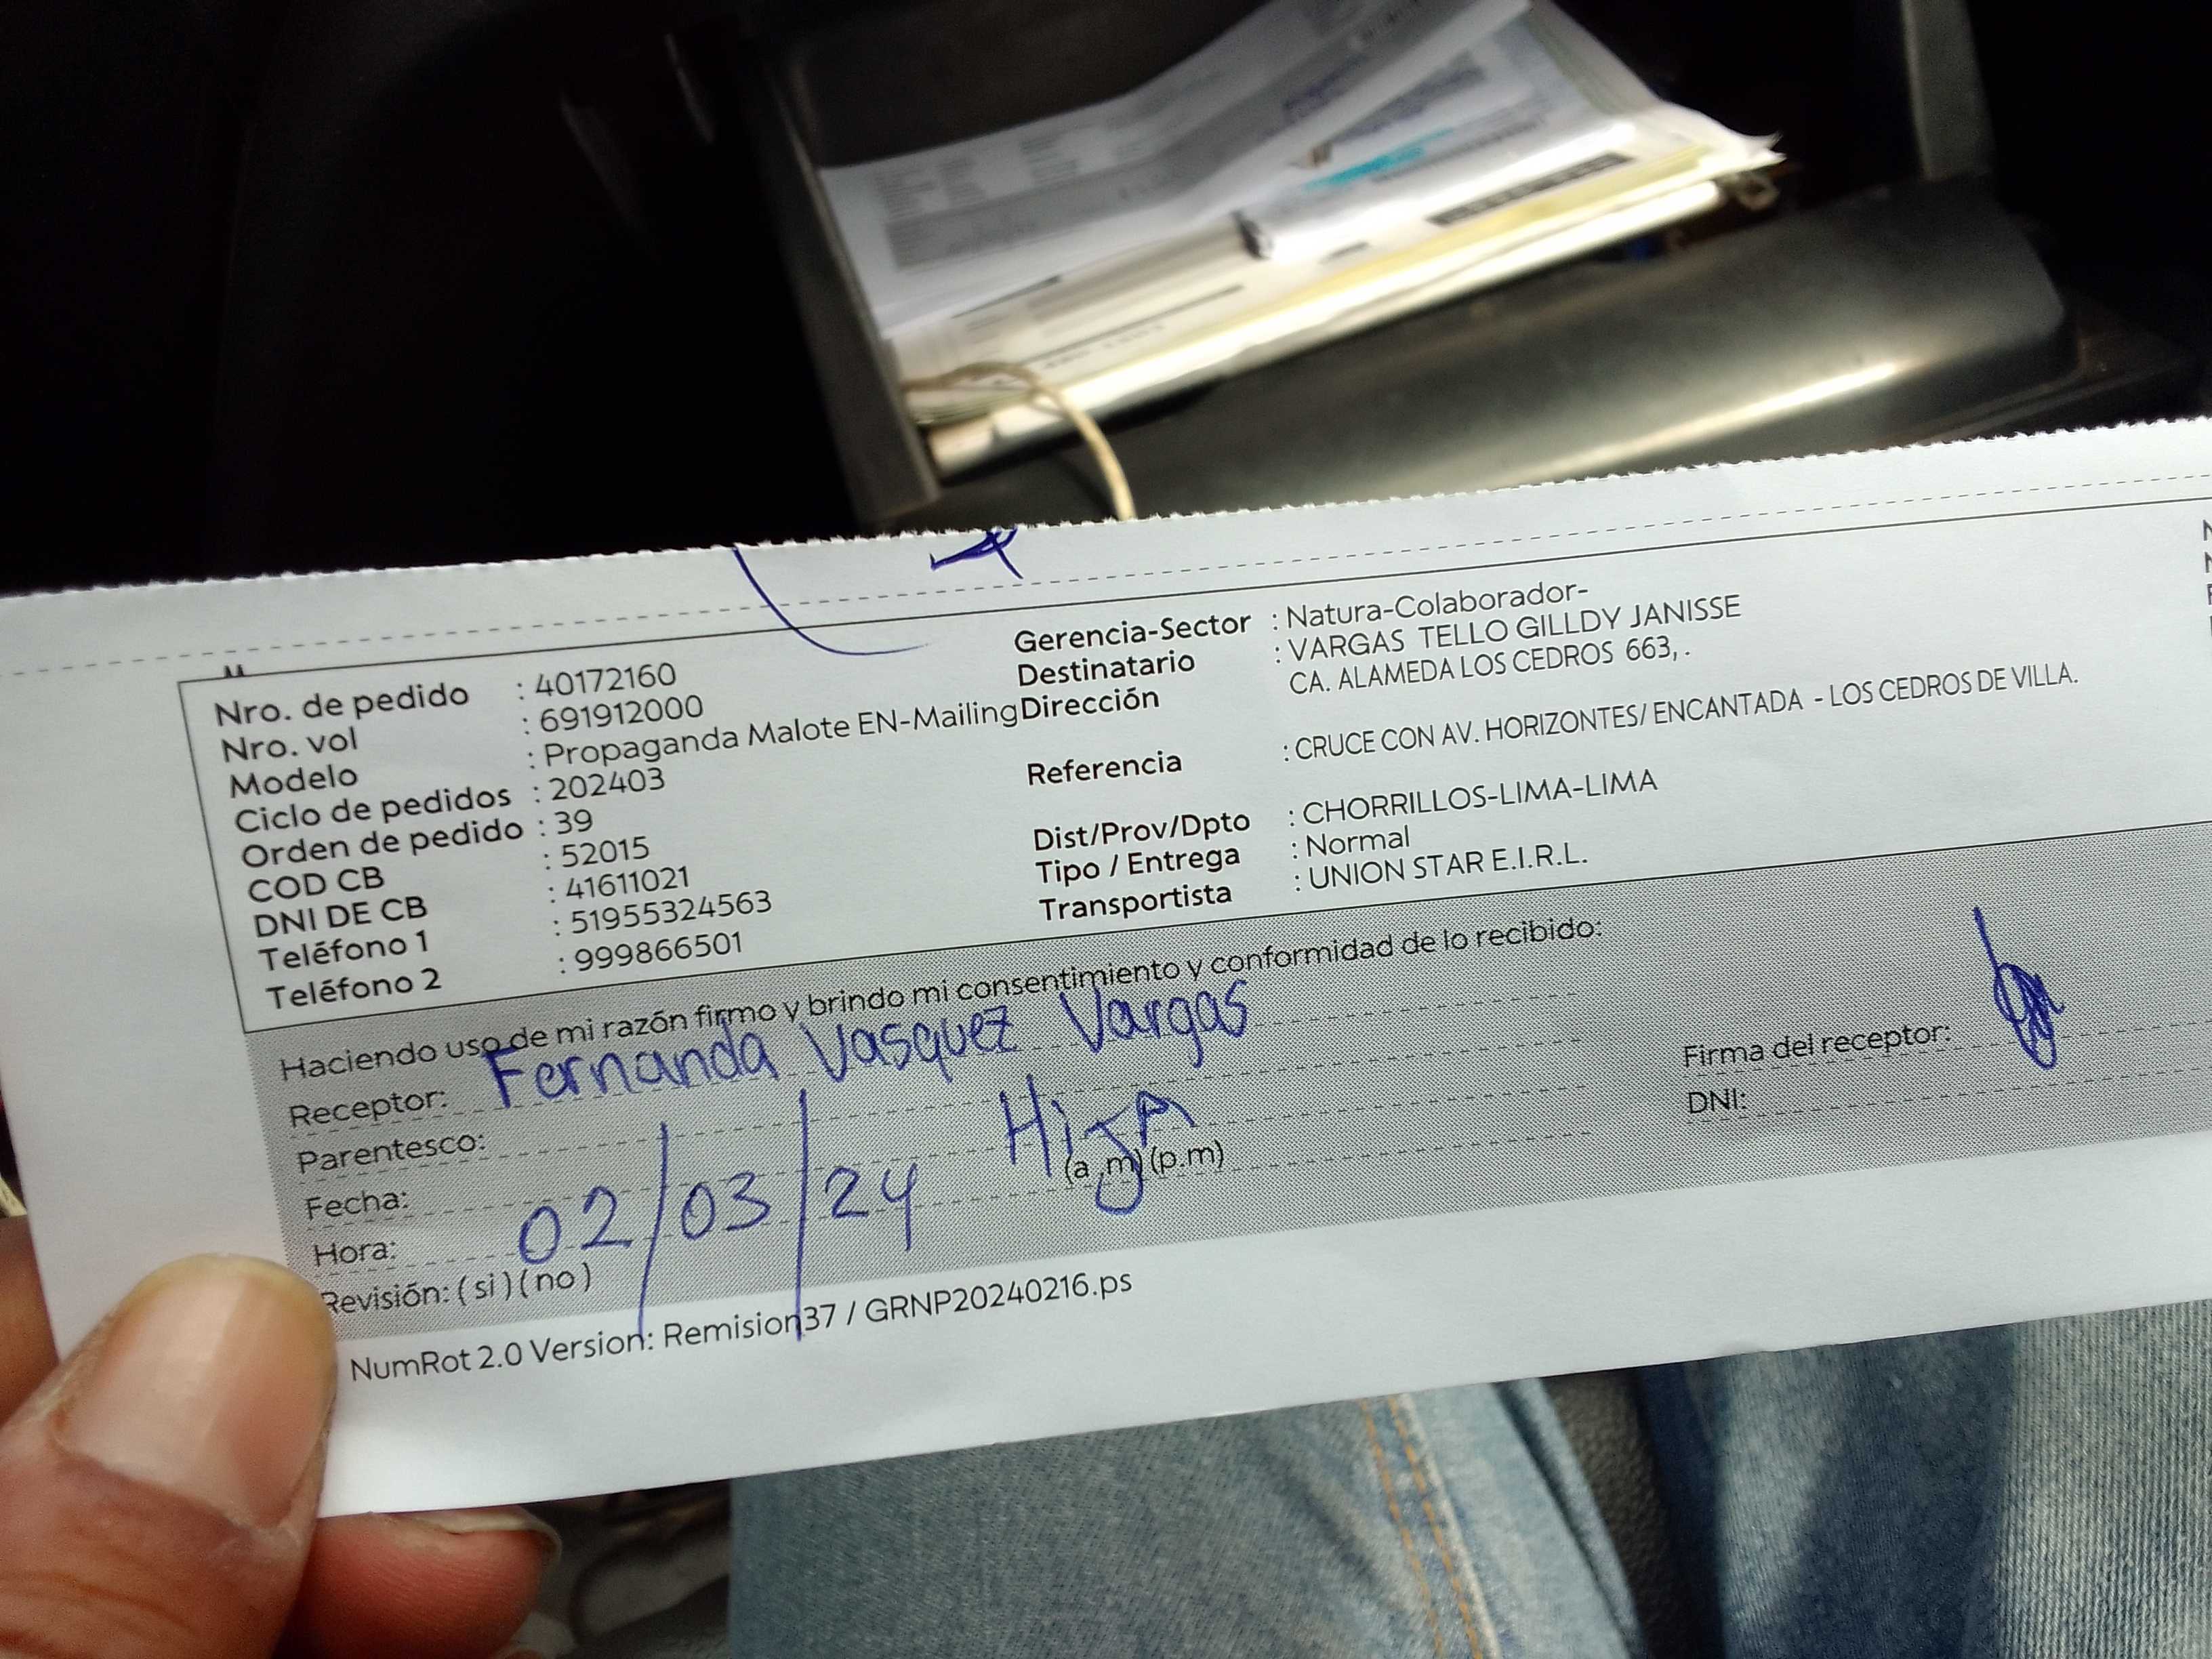 Nro. de pedido : 40172160
Nro. vol : 691912000
Modelo : Propaganda Malote EN-Mailing
Ciclo de pedidos : 202403
Orden de pedido : 39
COD CB : 52015
DNI DE CB : 41611021
Teléfono 1 : 51955324563
Teléfono 2 : 999866501
Gerencia-Sector : Natura-Colaborador-
Destinatario : VARGAS TELLO GILLDY JANISSE
Dirección CA. ALAMEDA LOS CEDROS 663, .
Referencia : CRUCE CON AV. HORIZONTES/ ENCANTADA - LOS CEDROS DE VILLA.
Dist/Prov/Dpto : CHORRILLOS-LIMA-LIMA
Tipo / Entrega : Normal
Transportista : UNION STAR E.I.R.L.
Haciendo uso de mi razón firmo y brindo mi consentimiento y conformidad de lo recibido:
Receptor: Fernanda Vasquez Vargas
Parentesco: HiJA
Fecha: 02/03/24
Hora: (a.m) (p.m)
Revisión: ( si ) ( no )
Firma del receptor:
DNI:
NumRot 2.0 Version: Remision37 / GRNP20240216.ps